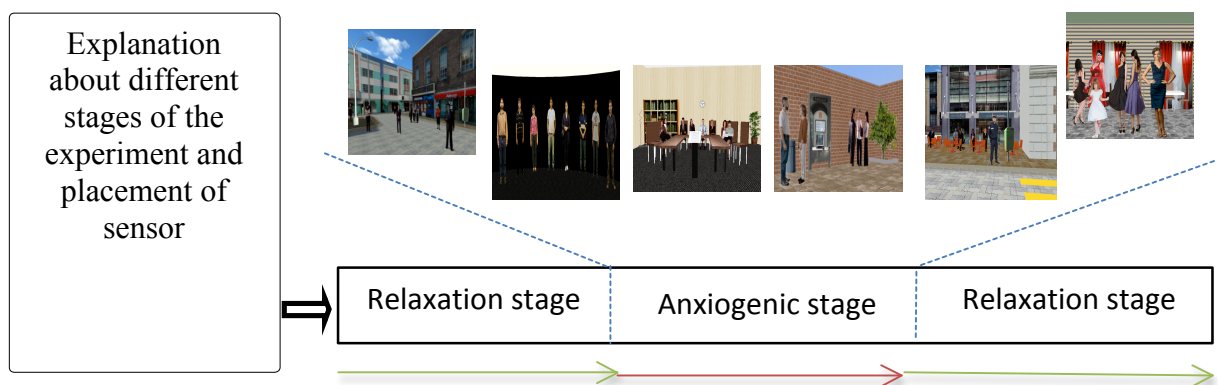 Explanation
about different
stages of the
experiment and
placement of
sensor
Relaxation stage
Anxiogenic stage
Relaxation stage